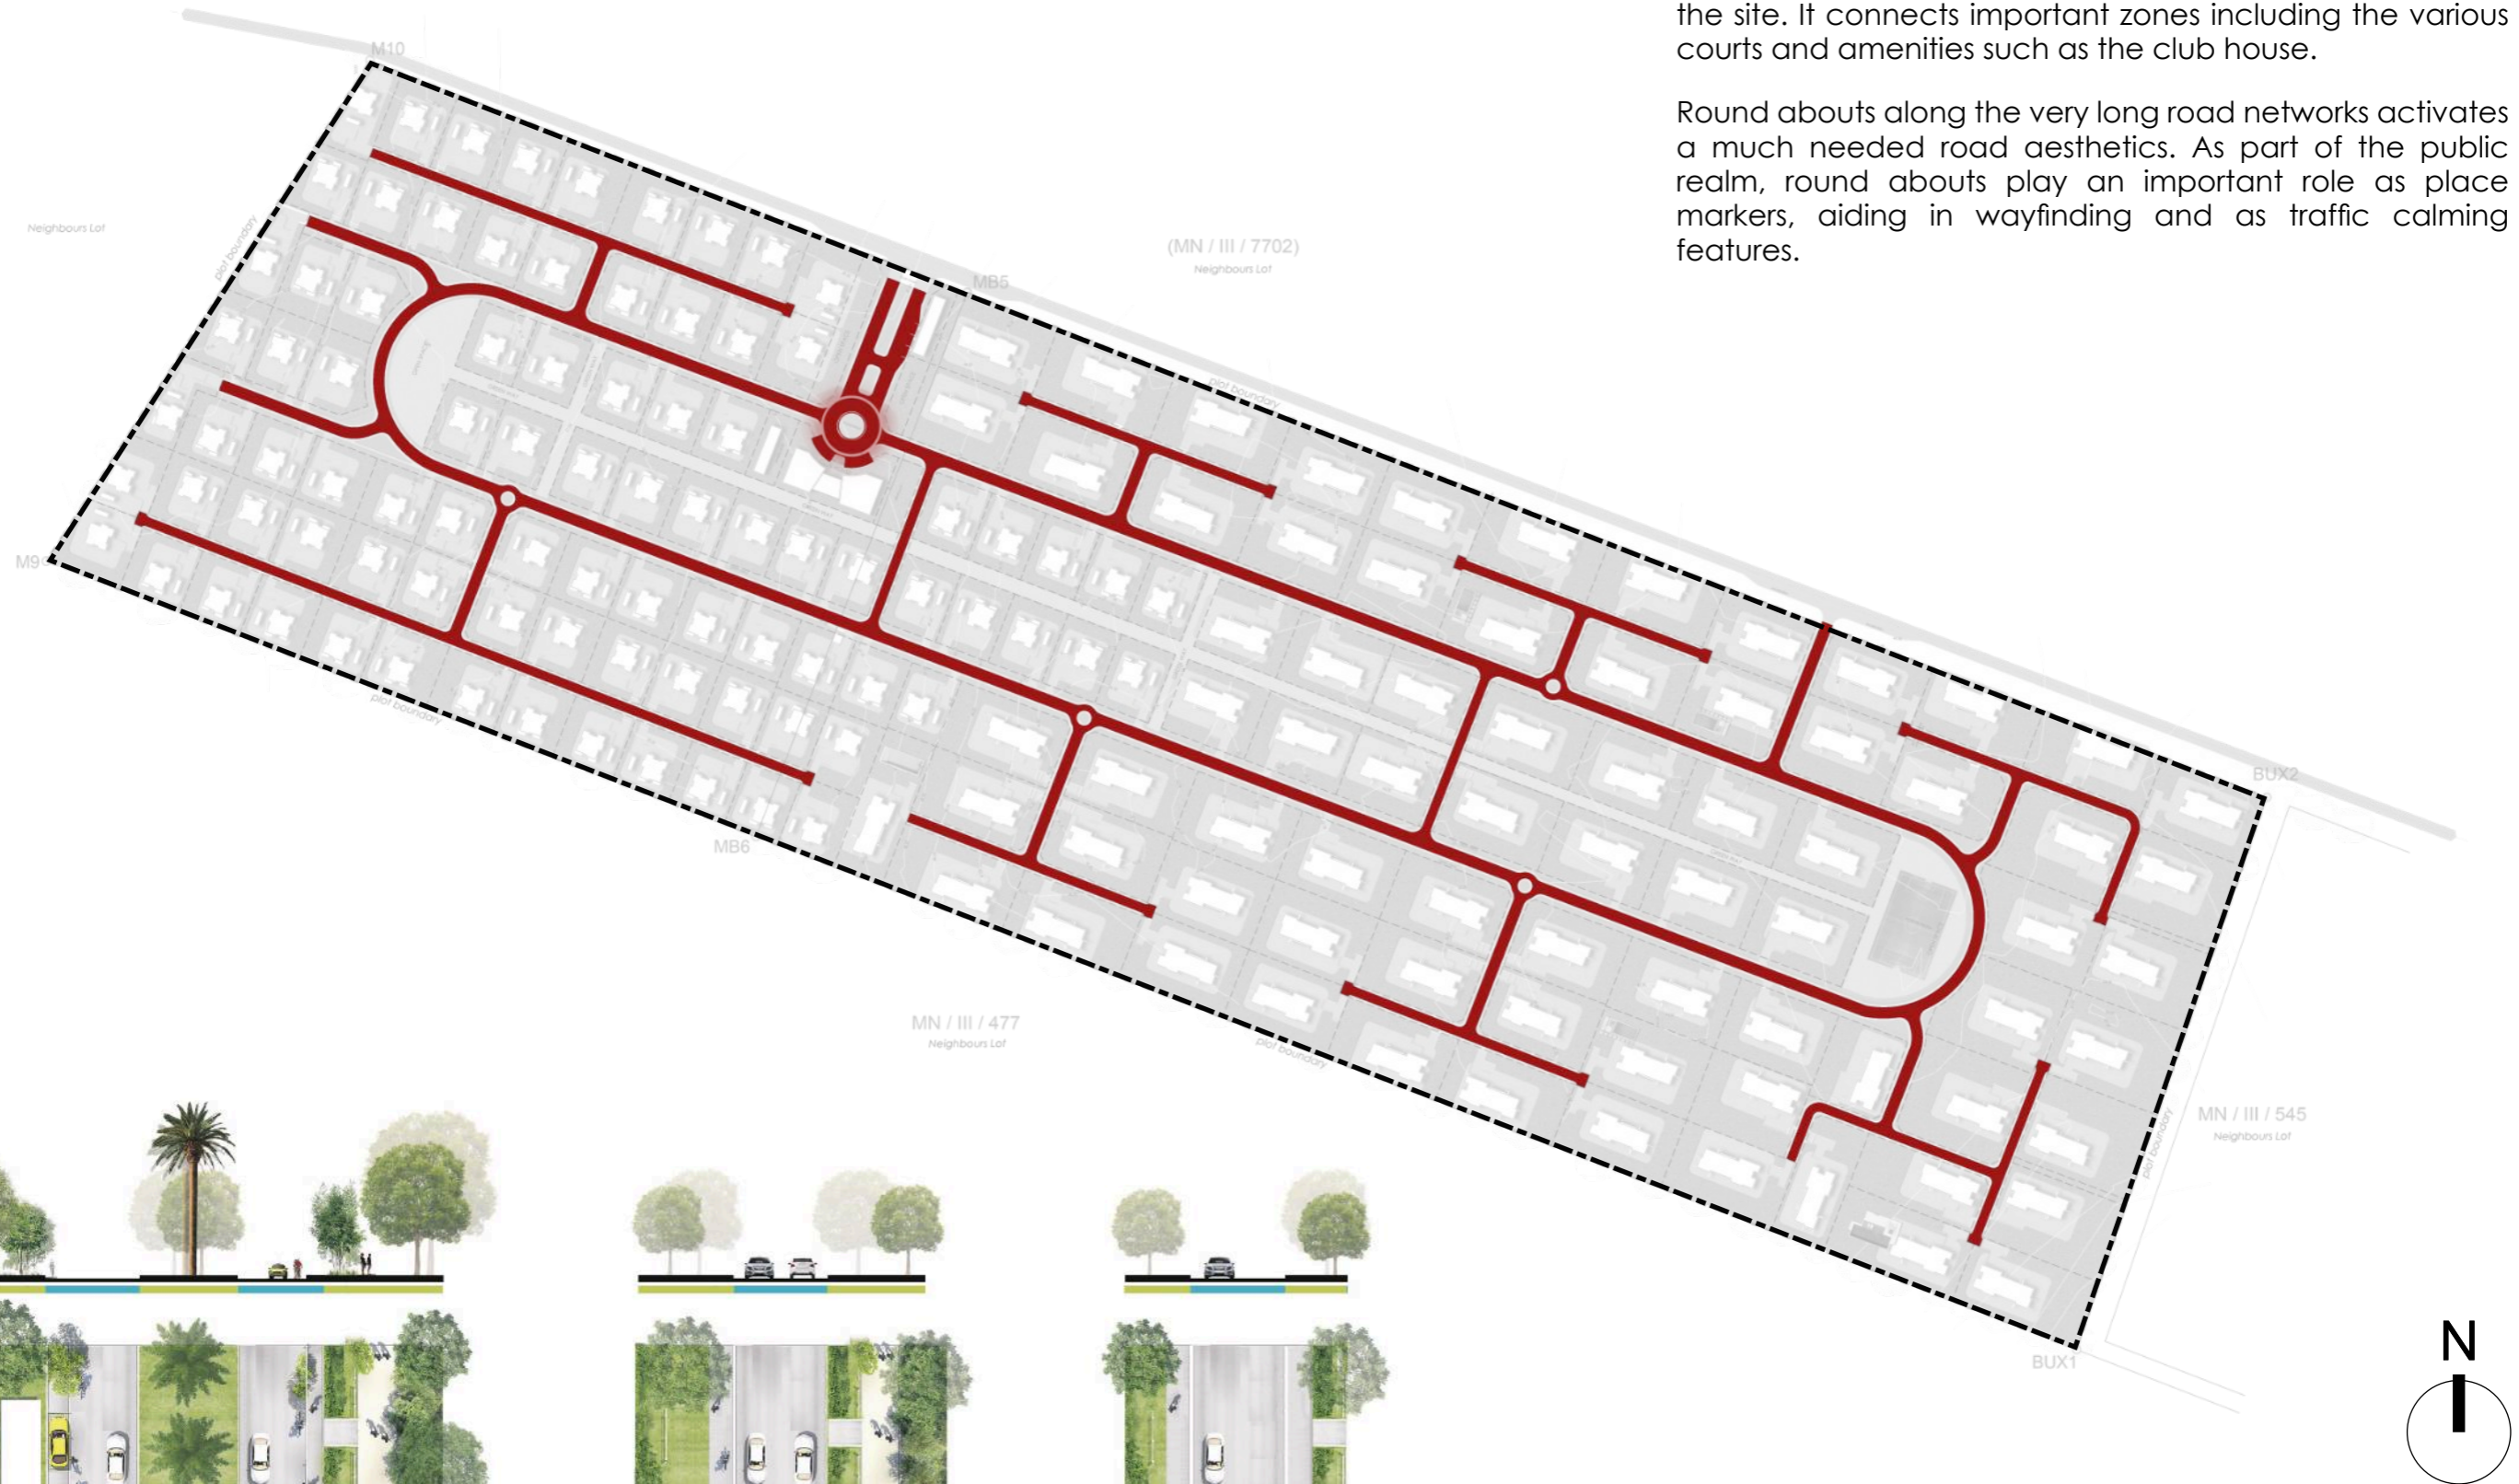 the site. It connects important zones including the various
courts and amenities such as the club house.
Round abouts along the very long road networks activates
a much needed road aesthetics. As part of the public
realm, round abouts play an important role as place
markers, aiding in wayfinding and as traffic calming
features.
M10
Neighbours Lot
plot boundary
(MN / III / 7702)
Neighbours Lot
MB5
plot boundary
M9
plot boundary
MB6
BUX2
MN / III / 477
Neighbours Lot
plot boundary
MN / III / 545
Neighbours Lot
plot boundary
BUX1
N